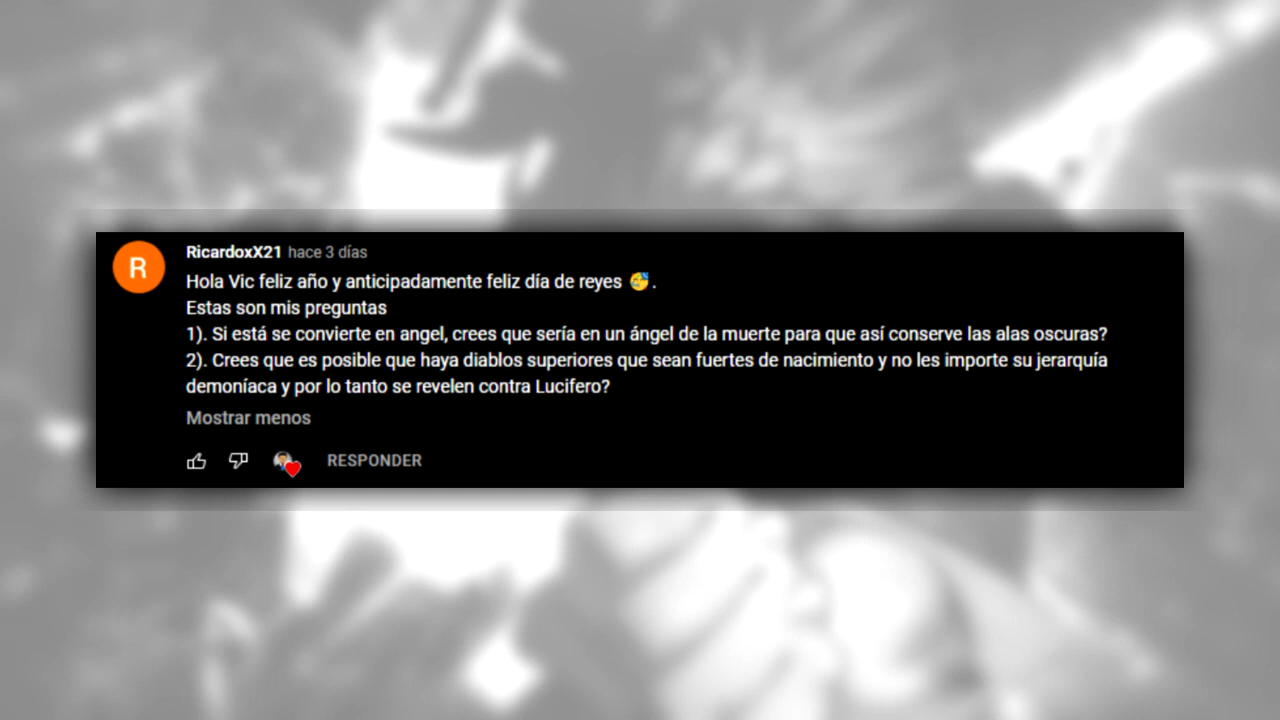 R
RicardoxX21 hace 3 días
Hola Vic feliz año y anticipadamente feliz día de reyes 🥳.
Estas son mis preguntas
1). Si está se convierte en angel, crees que sería en un ángel de la muerte para que así conserve las alas oscuras?
2). Crees que es posible que haya diablos superiores que sean fuertes de nacimiento y no les importe su jerarquía
demoníaca y por lo tanto se revelen contra Lucifero?
Mostrar menos
RESPONDER